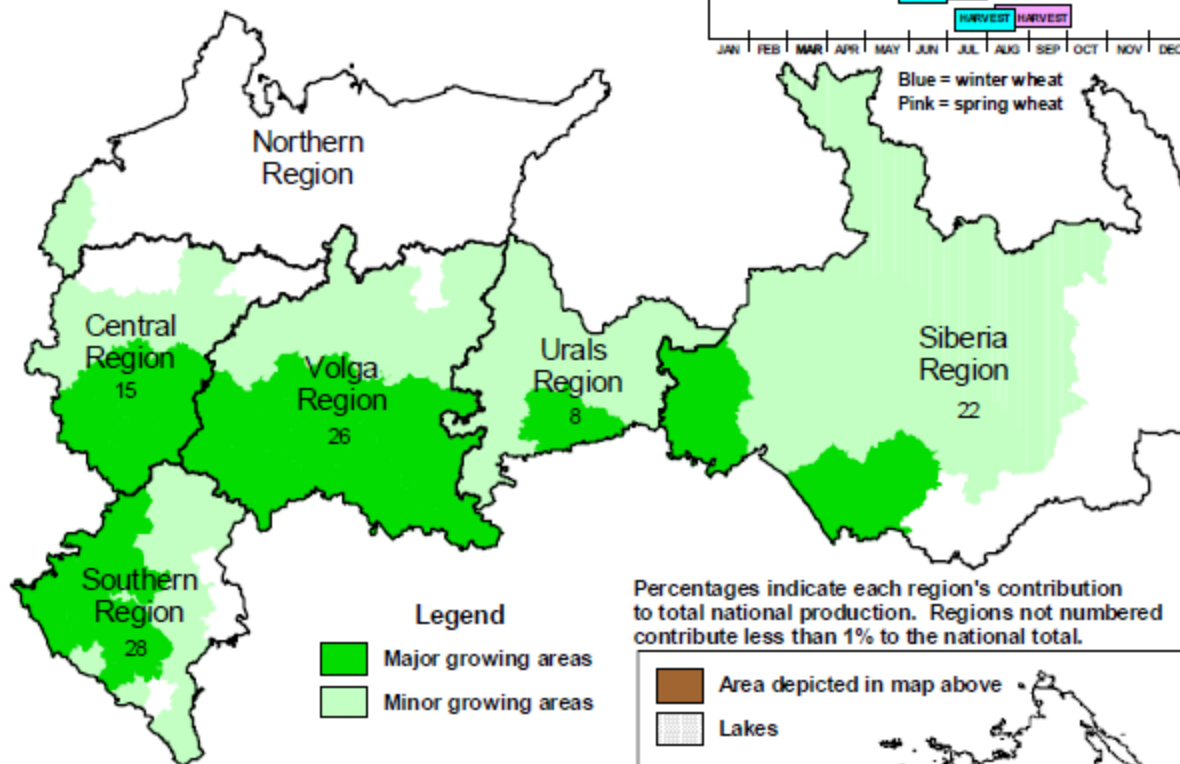 HARVEST HARVEST
JAN FEB MAR APR MAY JUN JUL AUG SEP OCT NOV DEC
Blue = winter wheat
Pink = spring wheat
Northern
Region
Central
Region
15
Volga
Region
26
Urals
Region
8
Siberia
Region
22
Southern
Region
28
Legend
Major growing areas
Minor growing areas
Percentages indicate each region's contribution
to total national production. Regions not numbered
contribute less than 1% to the national total.
Area depicted in map above
Lakes